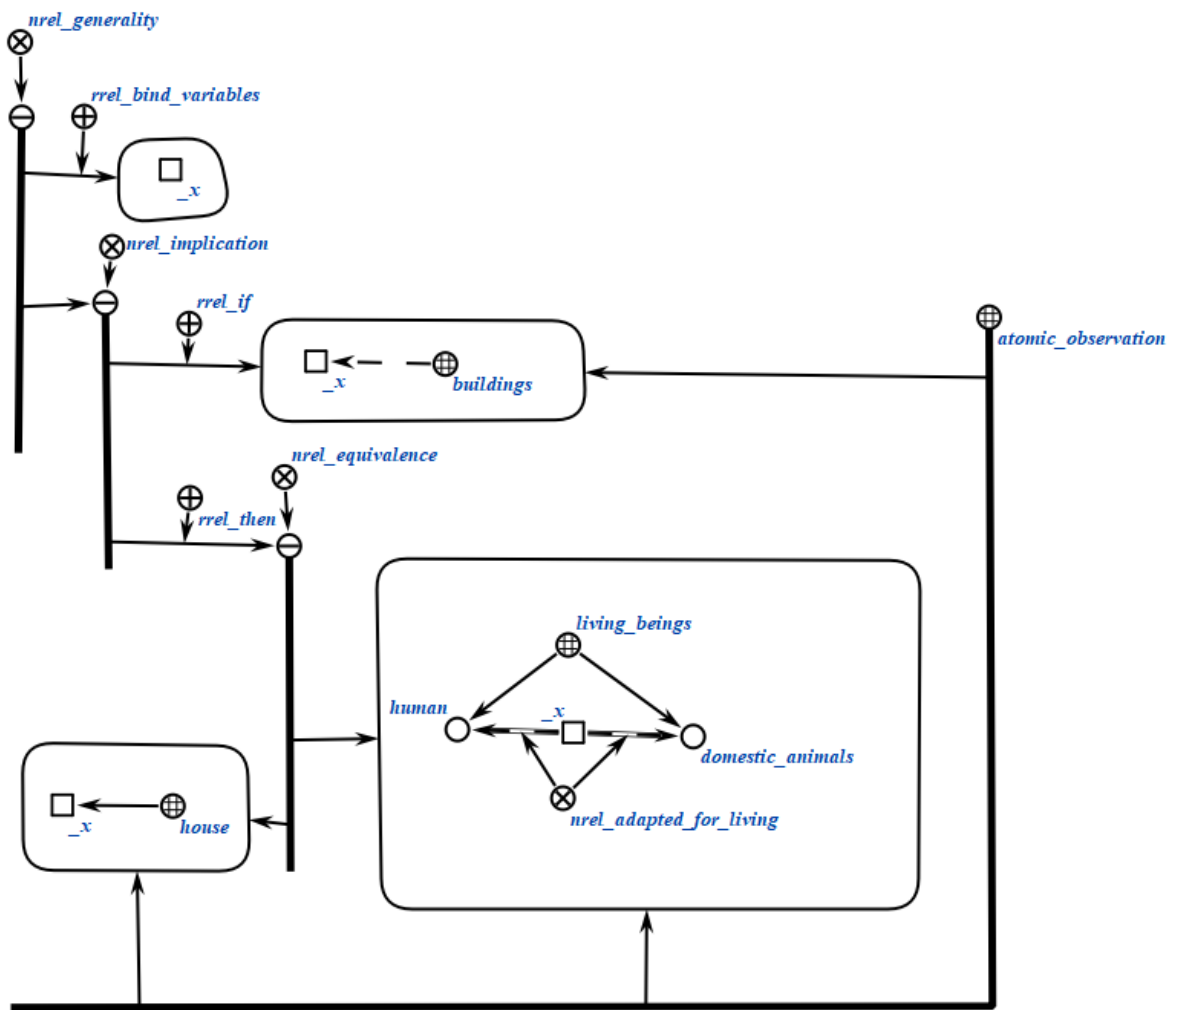 nrel_generality
rrel_bind_variables
_x
nrel_implication
rrel_if
atomic_observation
_x
buildings
nrel_equivalence
rrel_then
living_beings
human
_x
domestic_animals
nrel_adapted_for_living
_x
house